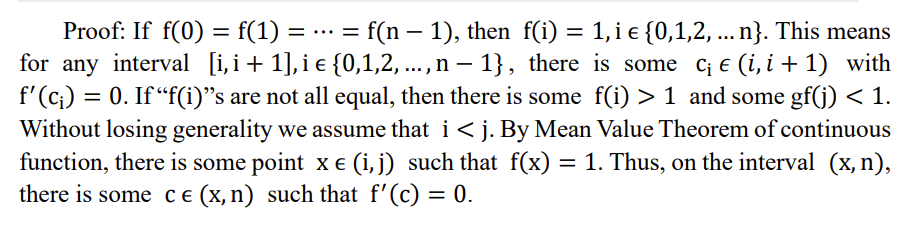 Proof: If f(0) = f(1) = ⋯ = f(n − 1), then f(i) = 1, i ϵ {0,1,2, … n}. This means
for any interval [i, i + 1], i ϵ {0,1,2, … , n − 1}, there is some cᵢ ϵ (i, i + 1) with
f′(cᵢ) = 0. If “f(i)”s are not all equal, then there is some f(i) > 1 and some gf(j) < 1.
Without losing generality we assume that i < j. By Mean Value Theorem of continuous
function, there is some point x ϵ (i, j) such that f(x) = 1. Thus, on the interval (x, n),
there is some c ϵ (x, n) such that f′(c) = 0.